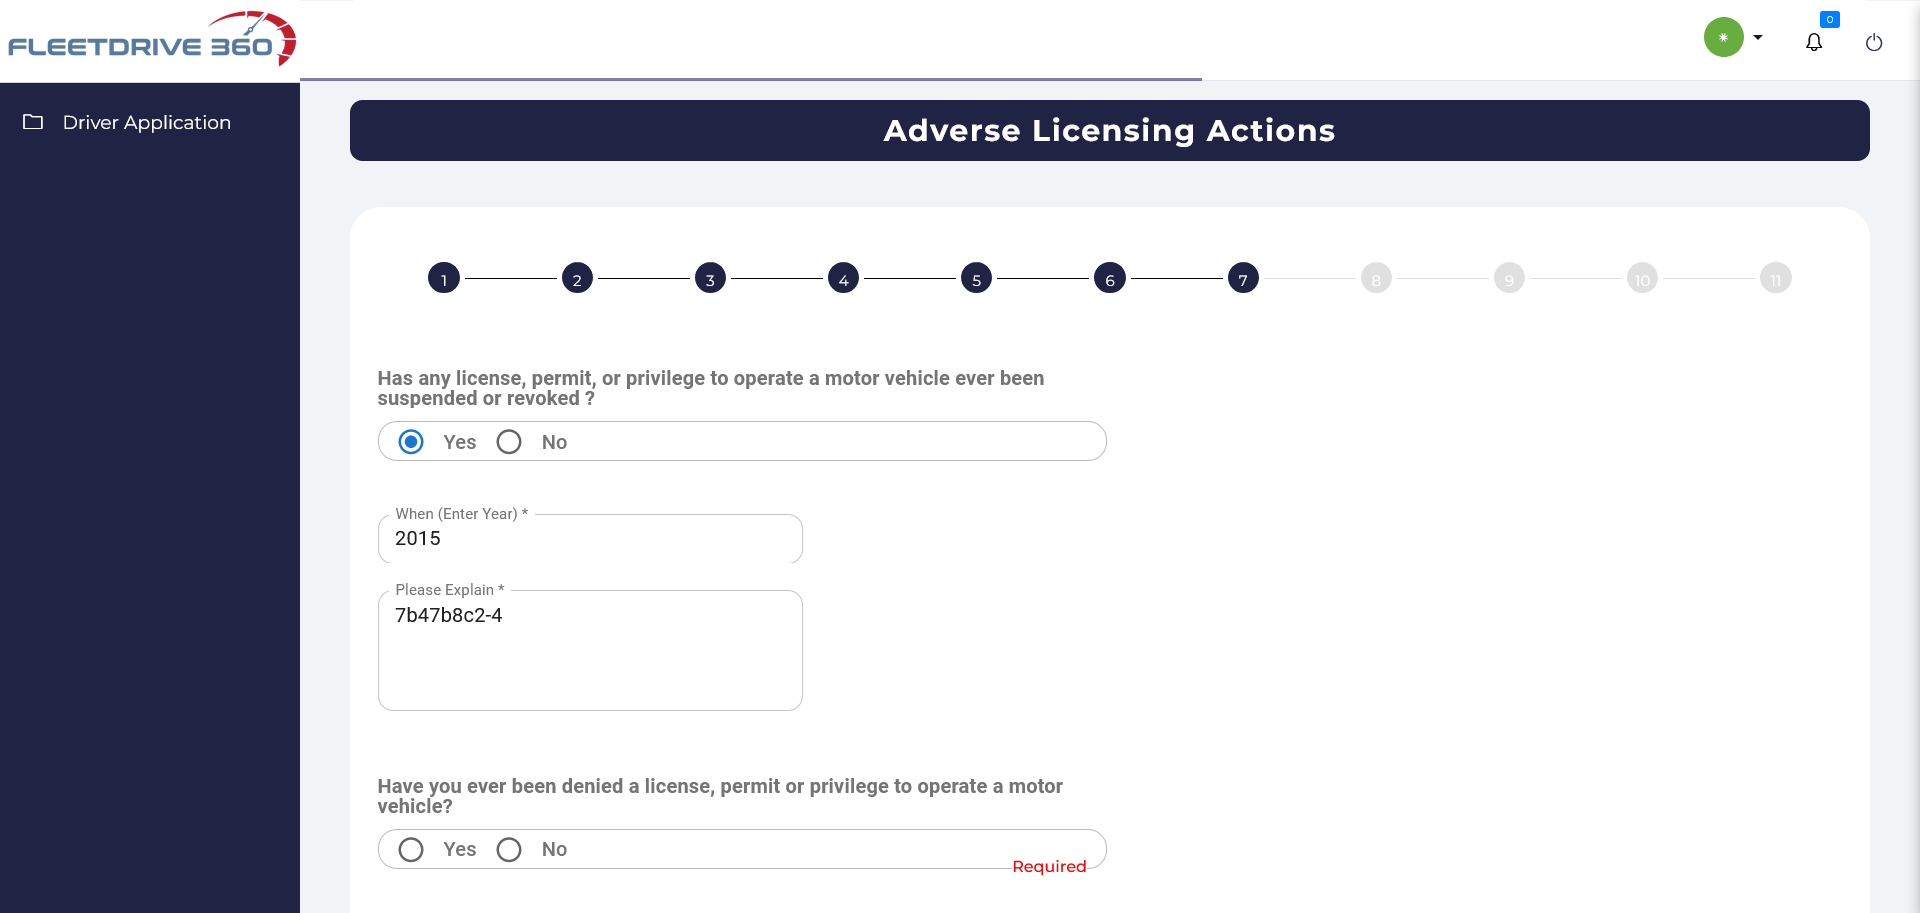 FLEETDRIVE 360
0
Driver Application
Adverse Licensing Actions
1 2 3 4 5 6 7 8 9 10 11
Has any license, permit, or privilege to operate a motor vehicle ever been
suspended or revoked ?
Yes No
When (Enter Year) *
2015
Please Explain *
7b47b8c2-4
Have you ever been denied a license, permit or privilege to operate a motor
vehicle?
Yes No
Required